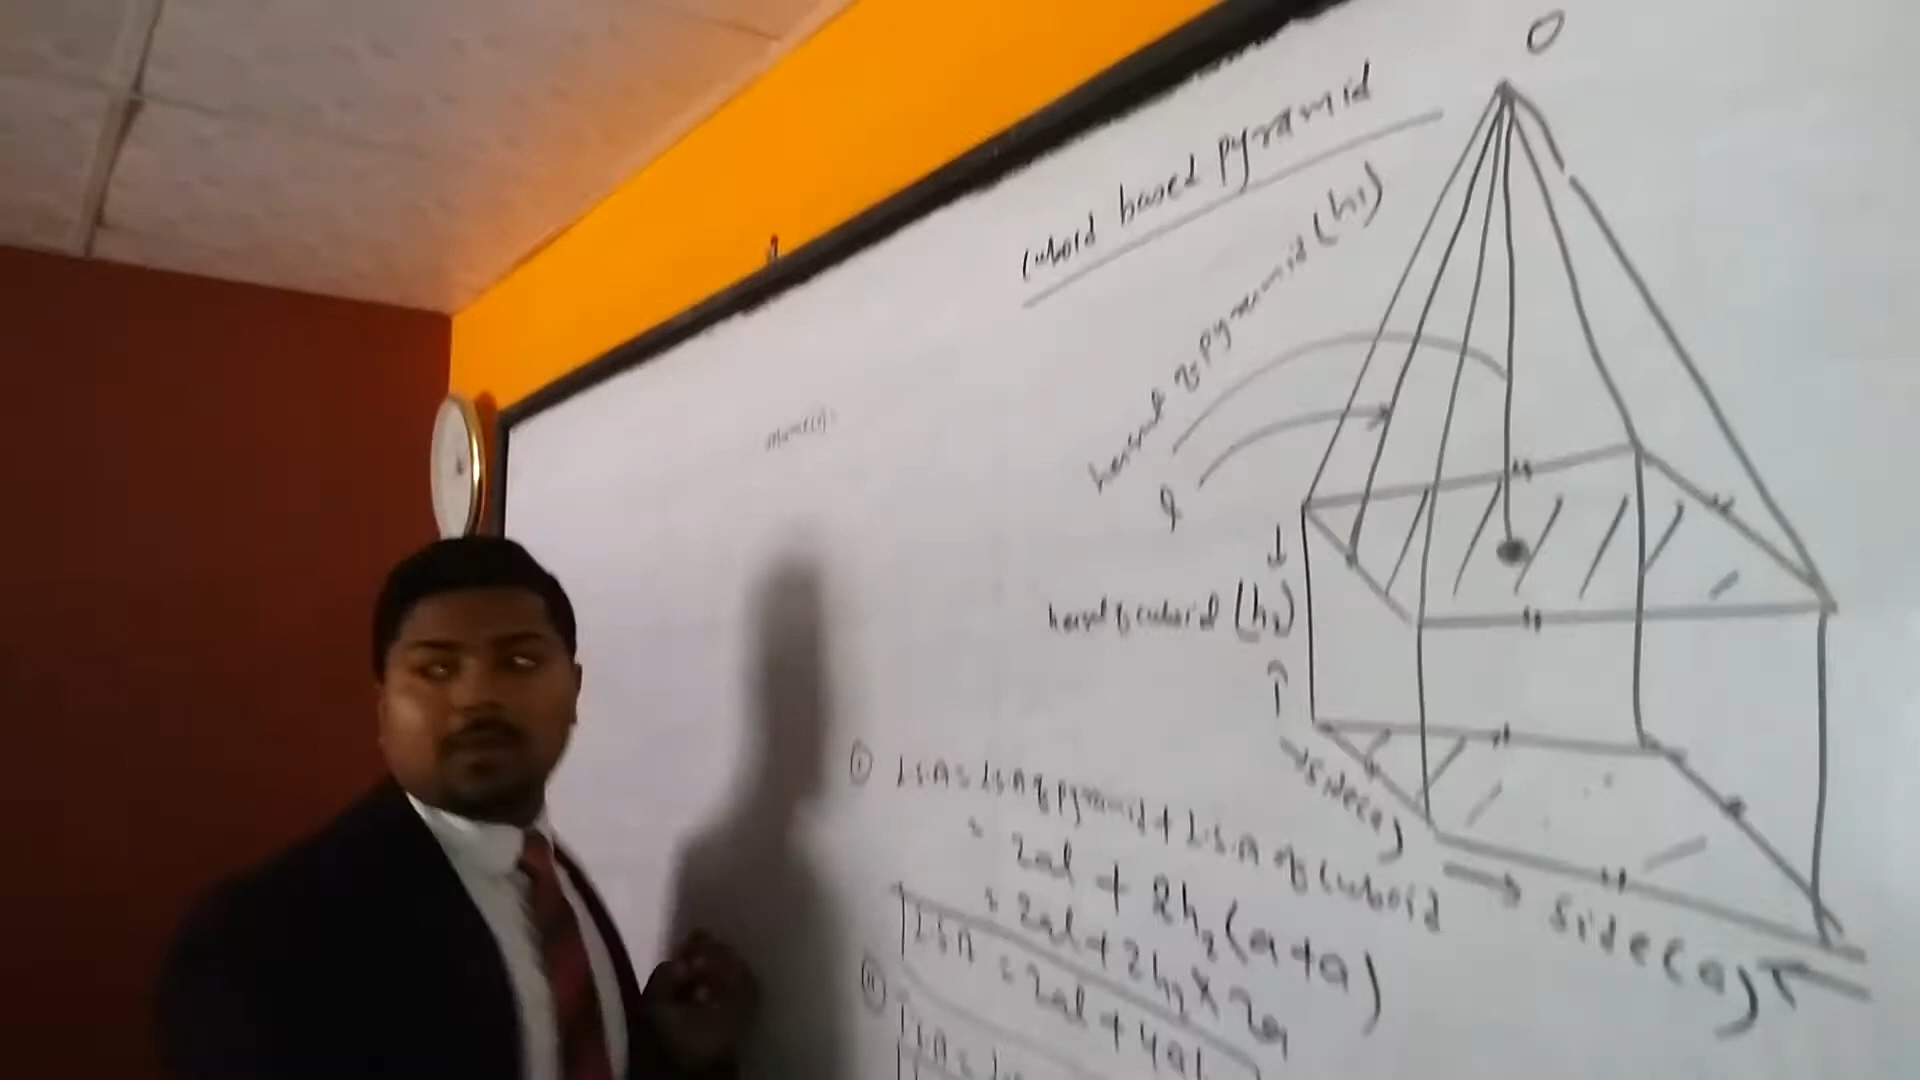 O
cuboid based pyramid
height of pyramid (h1)
l
height of cuboid (h2)
side(a)
side(a)
(I) L.S.A = L.S.A of pyramid + L.S.A of cuboid
= 2al + 2h2(a+a)
= 2al + 2h2 x 2a
L.S.A = 2al + 4al
(II)